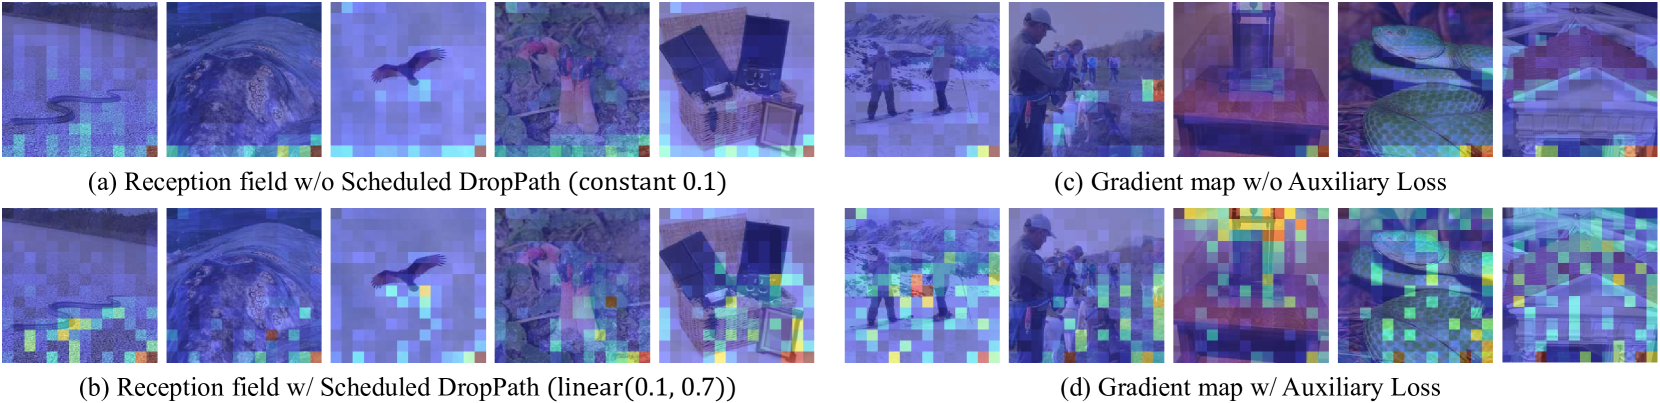 (a) Reception field w/o Scheduled DropPath (constant 0.1)
(c) Gradient map w/o Auxiliary Loss
(b) Reception field w/ Scheduled DropPath (linear(0.1, 0.7))
(d) Gradient map w/ Auxiliary Loss